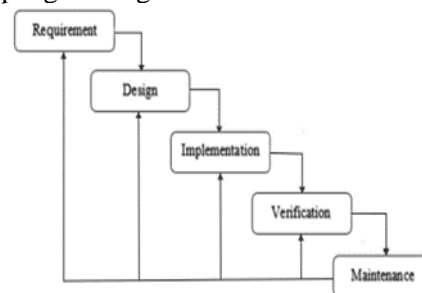 Requirement
Design
Implementation
Verification
Maintenance